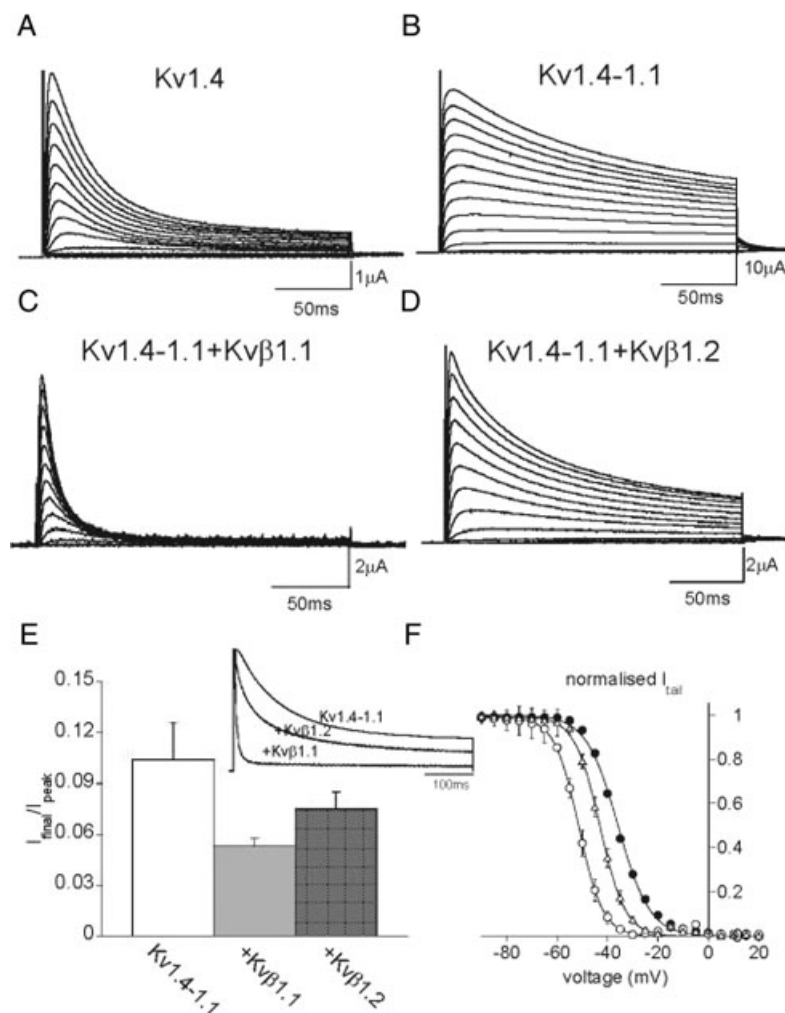 A
Kv1.4
1μA
50ms
B
Kv1.4-1.1
10μA
50ms
C
Kv1.4-1.1+Kvβ1.1
2μA
50ms
D
Kv1.4-1.1+Kvβ1.2
2μA
50ms
E
0.15
0.12
0.09
0.06
0.03
0
I final/I peak
Kv1.4-1.1
+Kvβ1.2
+Kvβ1.1
100ms
Kv1.4-1.1
+Kvβ1.1
+Kvβ1.2
F
normalised I tail
1
0.8
0.6
0.4
0.2
0
-80 -60 -40 -20 0 20
voltage (mV)